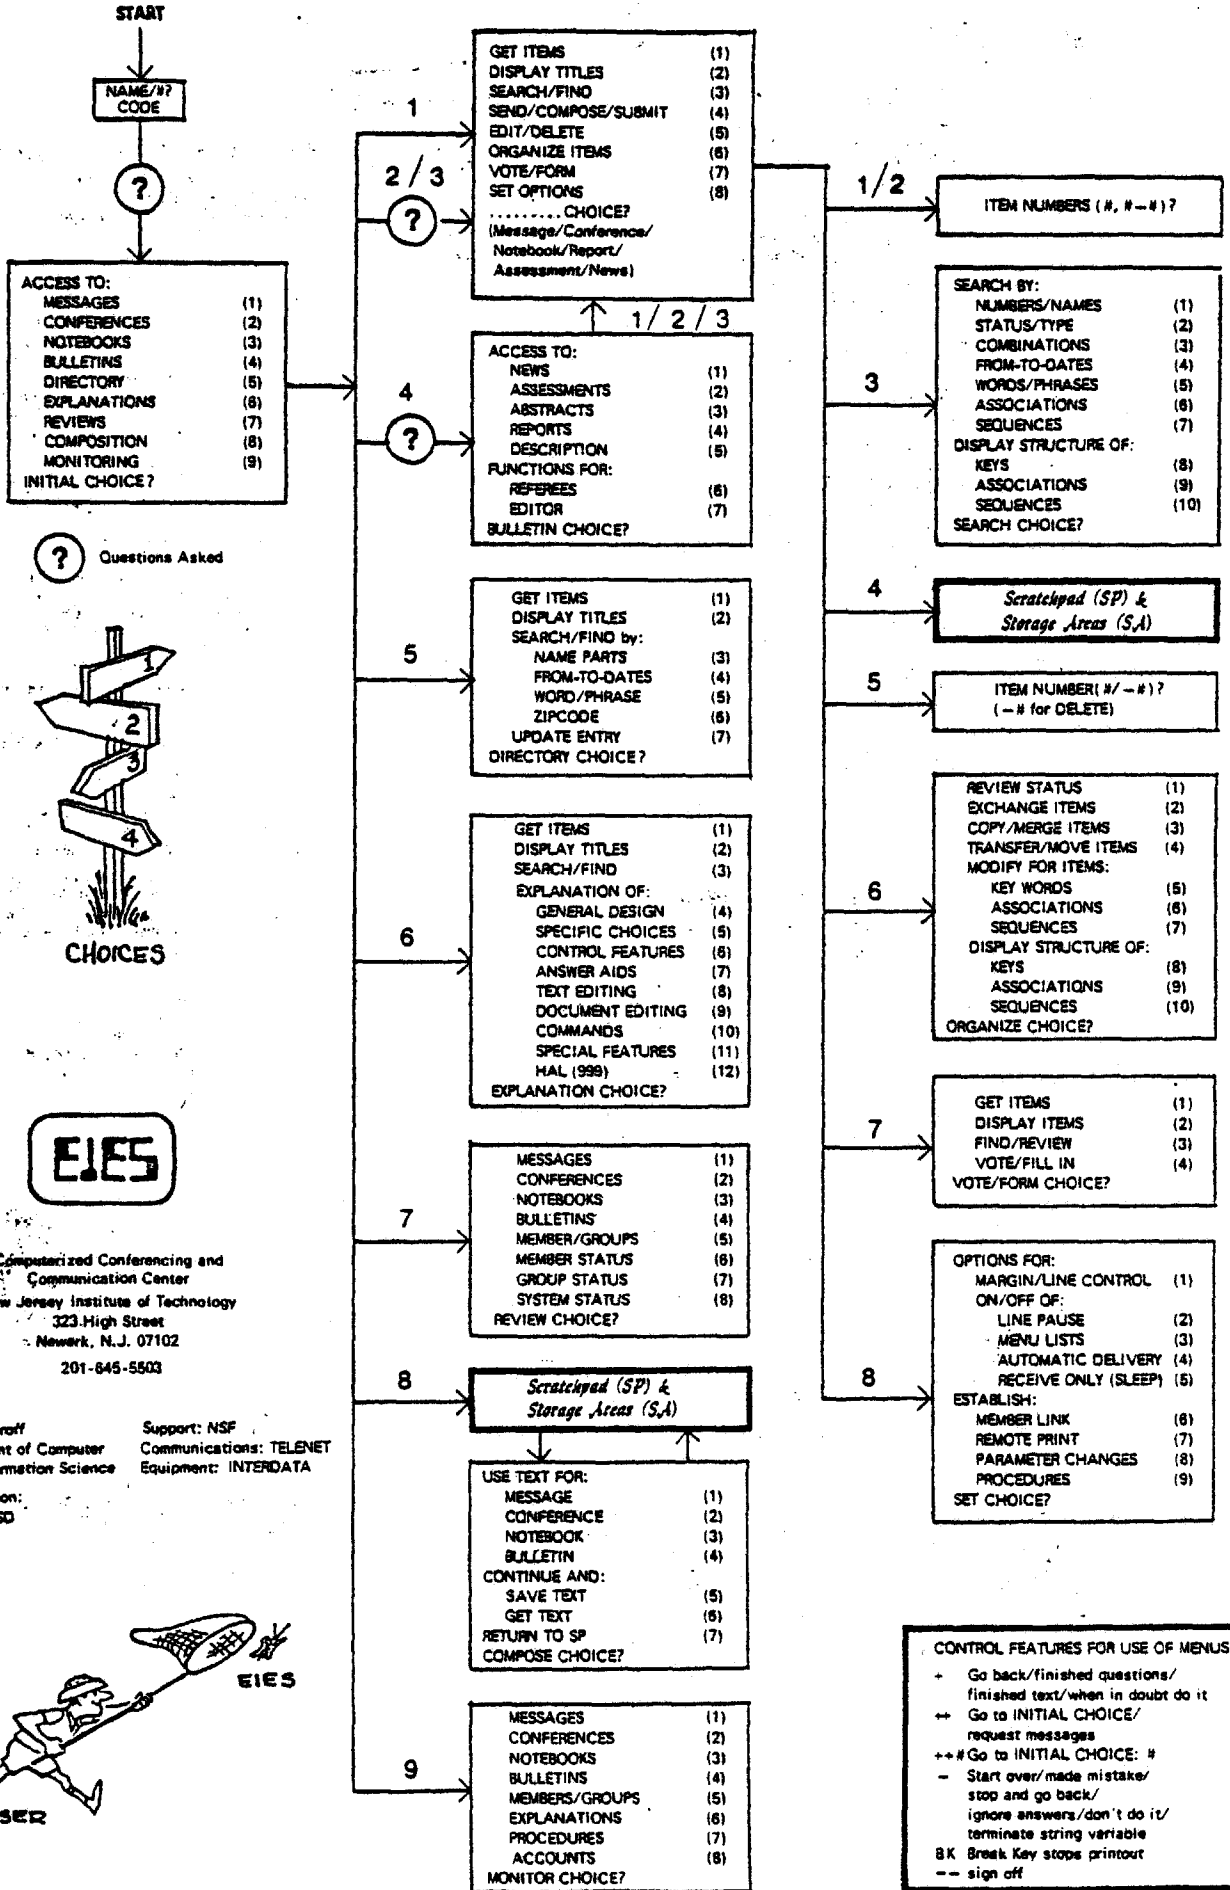 START
NAME/#?
CODE
?
ACCESS TO:
MESSAGES (1)
CONFERENCES (2)
NOTEBOOKS (3)
BULLETINS (4)
DIRECTORY (5)
EXPLANATIONS (6)
REVIEWS (7)
COMPOSITION (8)
MONITORING (9)
INITIAL CHOICE?
? Questions Asked
1
2
3
4
CHOICES
EIES
Computerized Conferencing and
Communication Center
w Jersey Institute of Technology
323 High Street
Newark, N.J. 07102
201-645-5503
roff
nt of Computer
rmation Science
on:
SD
Support: NSF
Communications: TELENET
Equipment: INTERDATA
EIES
SER
1
2 / 3
?
GET ITEMS (1)
DISPLAY TITLES (2)
SEARCH/FIND (3)
SEND/COMPOSE/SUBMIT (4)
EDIT/DELETE (5)
ORGANIZE ITEMS (6)
VOTE/FORM (7)
SET OPTIONS (8)
.........CHOICE?
(Message/Conference/
Notebook/Report/
Assessment/News)
1 / 2 / 3
4
?
ACCESS TO:
NEWS (1)
ASSESSMENTS (2)
ABSTRACTS (3)
REPORTS (4)
DESCRIPTION (5)
FUNCTIONS FOR:
REFEREES (6)
EDITOR (7)
BULLETIN CHOICE?
5
GET ITEMS (1)
DISPLAY TITLES (2)
SEARCH/FIND by:
NAME PARTS (3)
FROM-TO-DATES (4)
WORD/PHRASE (5)
ZIPCODE (6)
UPDATE ENTRY (7)
DIRECTORY CHOICE?
6
GET ITEMS (1)
DISPLAY TITLES (2)
SEARCH/FIND (3)
EXPLANATION OF:
GENERAL DESIGN (4)
SPECIFIC CHOICES (5)
CONTROL FEATURES (6)
ANSWER AIDS (7)
TEXT EDITING (8)
DOCUMENT EDITING (9)
COMMANDS (10)
SPECIAL FEATURES (11)
HAL (999) (12)
EXPLANATION CHOICE?
7
MESSAGES (1)
CONFERENCES (2)
NOTEBOOKS (3)
BULLETINS (4)
MEMBER/GROUPS (5)
MEMBER STATUS (6)
GROUP STATUS (7)
SYSTEM STATUS (8)
REVIEW CHOICE?
8
Scratchpad (SP) &
Storage Areas (SA)
USE TEXT FOR:
MESSAGE (1)
CONFERENCE (2)
NOTEBOOK (3)
BULLETIN (4)
CONTINUE AND:
SAVE TEXT (5)
GET TEXT (6)
RETURN TO SP (7)
COMPOSE CHOICE?
9
MESSAGES (1)
CONFERENCES (2)
NOTEBOOKS (3)
BULLETINS (4)
MEMBERS/GROUPS (5)
EXPLANATIONS (6)
PROCEDURES (7)
ACCOUNTS (8)
MONITOR CHOICE?
1/2
ITEM NUMBERS (#, #–#)?
3
SEARCH BY:
NUMBERS/NAMES (1)
STATUS/TYPE (2)
COMBINATIONS (3)
FROM-TO-DATES (4)
WORDS/PHRASES (5)
ASSOCIATIONS (6)
SEQUENCES (7)
DISPLAY STRUCTURE OF:
KEYS (8)
ASSOCIATIONS (9)
SEQUENCES (10)
SEARCH CHOICE?
4
Scratchpad (SP) &
Storage Areas (SA)
5
ITEM NUMBER(#/–#)?
(–# for DELETE)
6
REVIEW STATUS (1)
EXCHANGE ITEMS (2)
COPY/MERGE ITEMS (3)
TRANSFER/MOVE ITEMS (4)
MODIFY FOR ITEMS:
KEY WORDS (5)
ASSOCIATIONS (6)
SEQUENCES (7)
DISPLAY STRUCTURE OF:
KEYS (8)
ASSOCIATIONS (9)
SEQUENCES (10)
ORGANIZE CHOICE?
7
GET ITEMS (1)
DISPLAY ITEMS (2)
FIND/REVIEW (3)
VOTE/FILL IN (4)
VOTE/FORM CHOICE?
8
OPTIONS FOR:
MARGIN/LINE CONTROL (1)
ON/OFF OF:
LINE PAUSE (2)
MENU LISTS (3)
AUTOMATIC DELIVERY (4)
RECEIVE ONLY (SLEEP) (5)
ESTABLISH:
MEMBER LINK (6)
REMOTE PRINT (7)
PARAMETER CHANGES (8)
PROCEDURES (9)
SET CHOICE?
CONTROL FEATURES FOR USE OF MENUS
+ Go back/finished questions/
finished text/when in doubt do it
++ Go to INITIAL CHOICE/
request messages
++# Go to INITIAL CHOICE: #
– Start over/made mistake/
stop and go back/
ignore answers/don't do it/
terminate string variable
BK Break Key stops printout
–– sign off